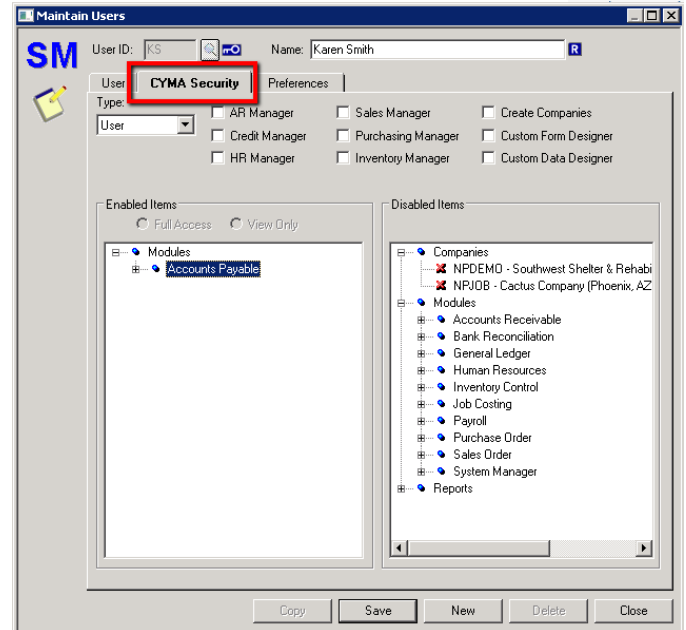 Maintain Users
SM
User ID: KS Name: Karen Smith R
User CYMA Security Preferences
Type:
User
AR Manager Sales Manager Create Companies
Credit Manager Purchasing Manager Custom Form Designer
HR Manager Inventory Manager Custom Data Designer
Enabled Items
Full Access View Only
Modules
Accounts Payable
Disabled Items
Companies
NPDEMO - Southwest Shelter & Rehabi
NPJOB - Cactus Company (Phoenix, AZ
Modules
Accounts Receivable
Bank Reconciliation
General Ledger
Human Resources
Inventory Control
Job Costing
Payroll
Purchase Order
Sales Order
System Manager
Reports
Copy Save New Delete Close